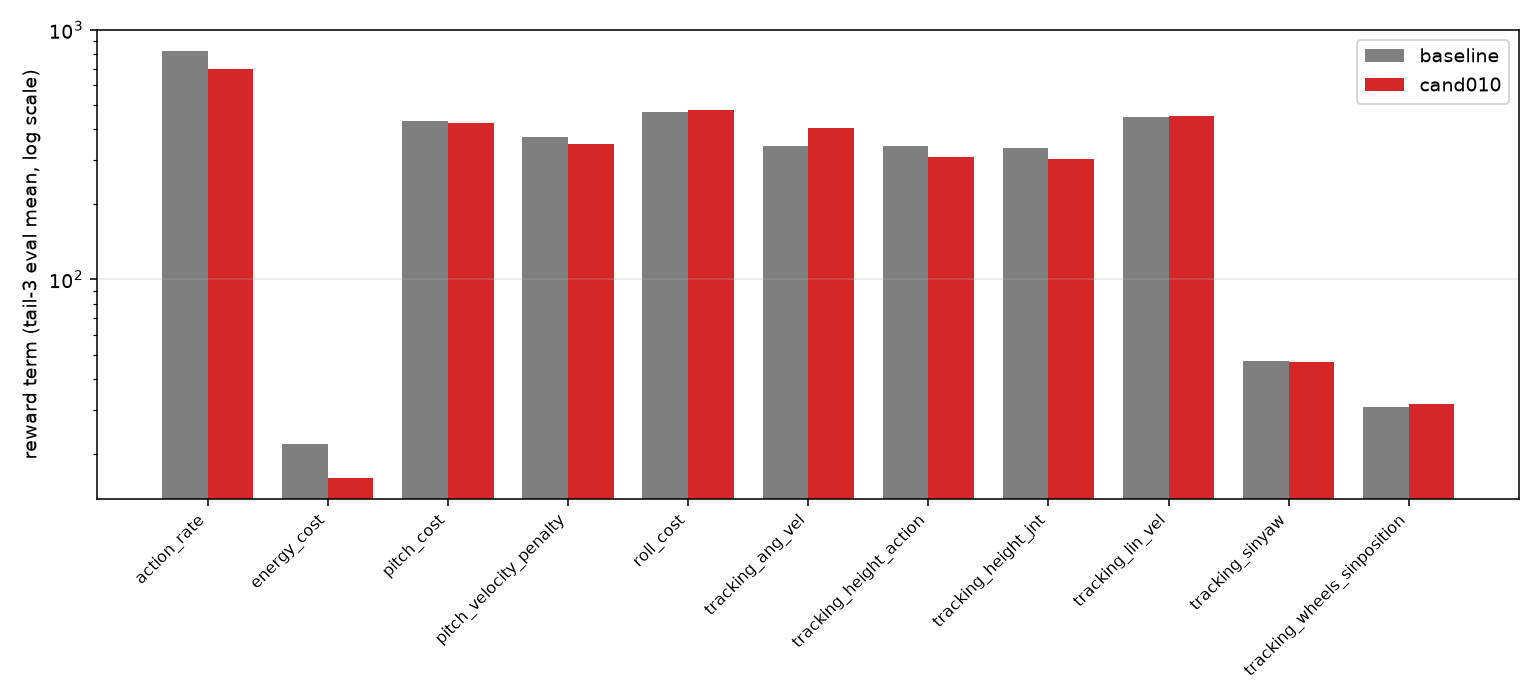 reward term (tail-3 eval mean, log scale)
10³
10²
baseline
cand010
action_rate
energy_cost
pitch_cost
pitch_velocity_penalty
roll_cost
tracking_ang_vel
tracking_height_action
tracking_height_jnt
tracking_lin_vel
tracking_sinyaw
tracking_wheels_sinposition